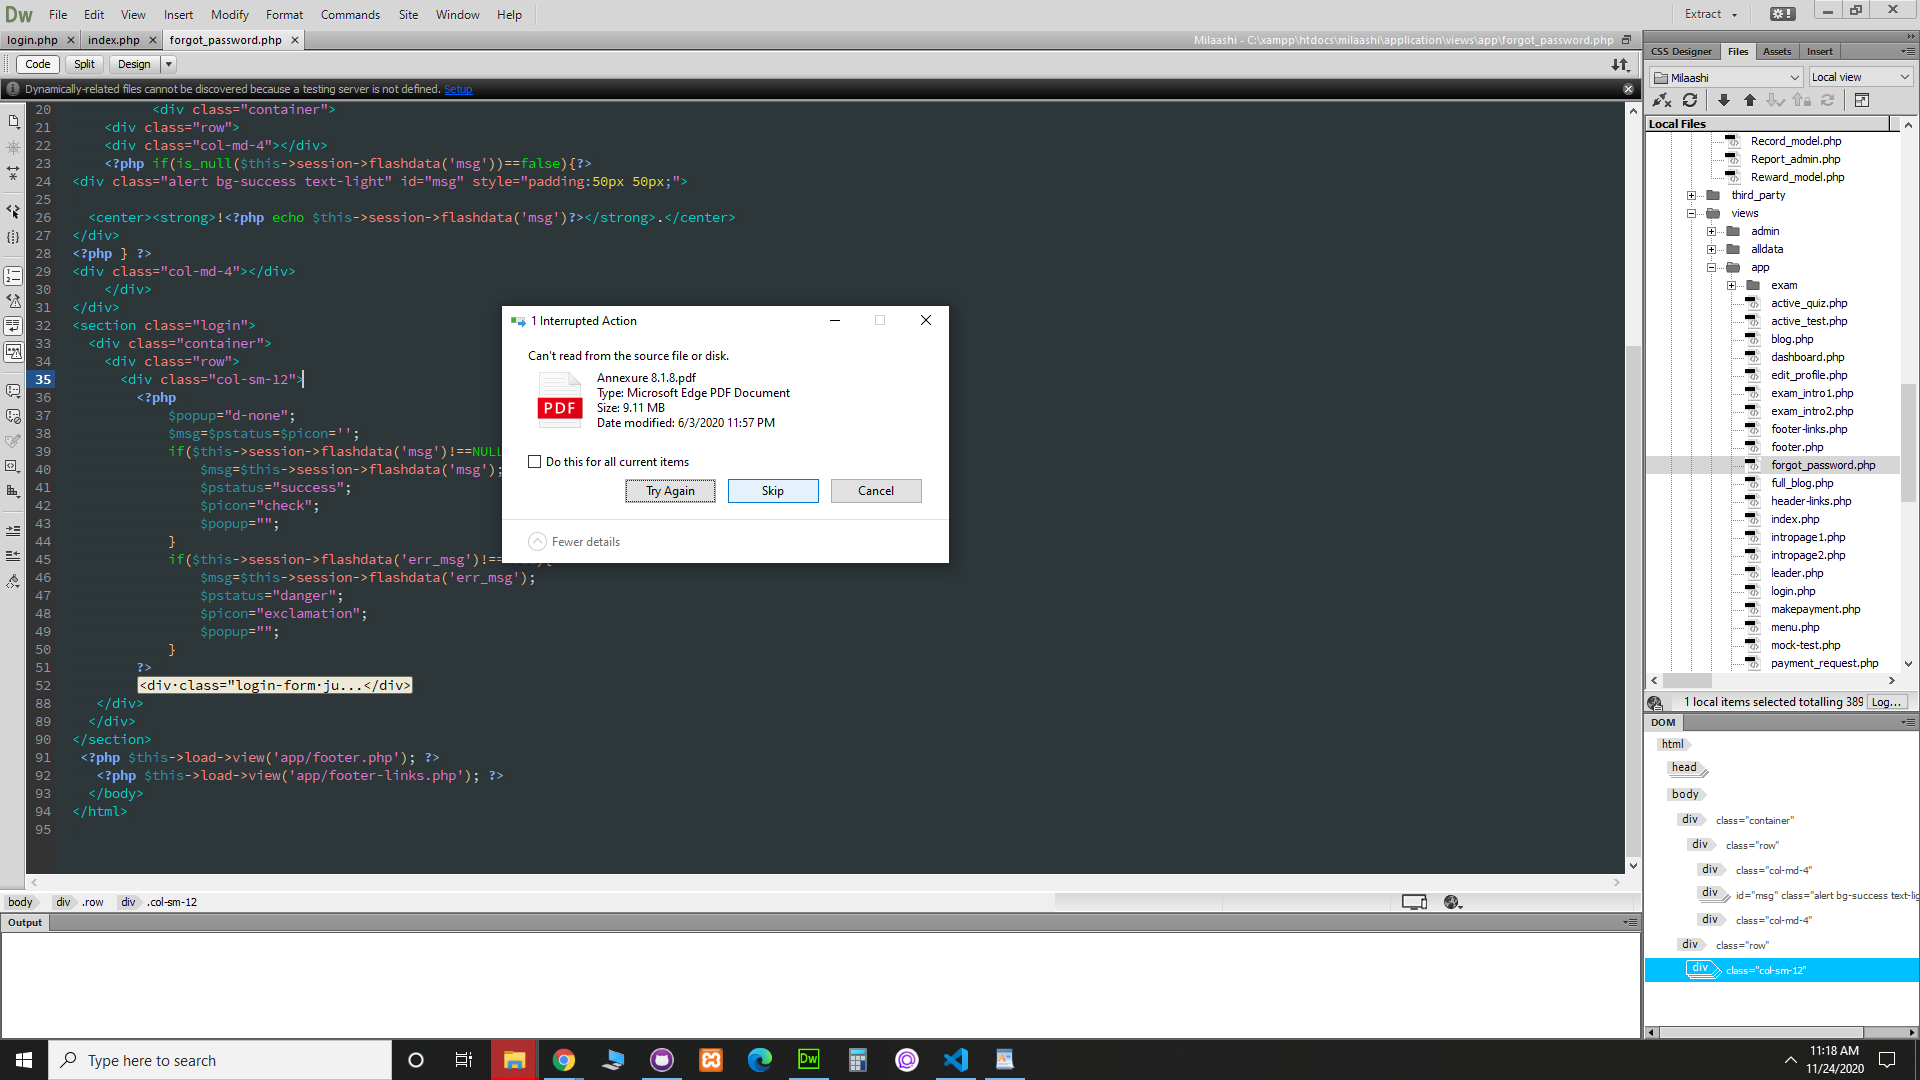 Dw File Edit View Insert Modify Format Commands Site Window Help
Extract
login.php × index.php × forgot_password.php ×
Milaashi - C:\xampp\htdocs\milaashi\application\views\app\forgot_password.php
Code Split Design
Dynamically-related files cannot be discovered because a testing server is not defined. Setup
20 <div class="container">
21 <div class="row">
22 <div class="col-md-4"></div>
23 <?php if(is_null($this->session->flashdata('msg'))==false){?>
24 <div class="alert bg-success text-light" id="msg" style="padding:50px 50px;">
25
26 <center><strong>!<?php echo $this->session->flashdata('msg')?></strong>.</center>
27 </div>
28 <?php } ?>
29 <div class="col-md-4"></div>
30 </div>
31 </div>
32 <section class="login">
33 <div class="container">
34 <div class="row">
35 <div class="col-sm-12">
36 <?php
37 $popup="d-none";
38 $msg=$pstatus=$picon='';
39 if($this->session->flashdata('msg')!==NULL
40 $msg=$this->session->flashdata('msg');
41 $pstatus="success";
42 $picon="check";
43 $popup="";
44 }
45 if($this->session->flashdata('err_msg')!==
46 $msg=$this->session->flashdata('err_msg');
47 $pstatus="danger";
48 $picon="exclamation";
49 $popup="";
50 }
51 ?>
52 <div·class="login-form·ju...</div>
88 </div>
89 </div>
90 </section>
91 <?php $this->load->view('app/footer.php'); ?>
92 <?php $this->load->view('app/footer-links.php'); ?>
93 </body>
94 </html>
95
1 Interrupted Action
Can't read from the source file or disk.
PDF
Annexure 8.1.8.pdf
Type: Microsoft Edge PDF Document
Size: 9.11 MB
Date modified: 6/3/2020 11:57 PM
Do this for all current items
Try Again Skip Cancel
Fewer details
body div .row div .col-sm-12
Output
CSS Designer Files Assets Insert
Milaashi Local view
Local Files
Record_model.php
Report_admin.php
Reward_model.php
third_party
views
admin
alldata
app
exam
active_quiz.php
active_test.php
blog.php
dashboard.php
edit_profile.php
exam_intro1.php
exam_intro2.php
footer-links.php
footer.php
forgot_password.php
full_blog.php
header-links.php
index.php
intropage1.php
intropage2.php
leader.php
login.php
makepayment.php
menu.php
mock-test.php
payment_request.php
1 local items selected totalling 389 Log...
DOM
html
head
body
div class="container"
div class="row"
div class="col-md-4"
div id="msg" class="alert bg-success text-lig
div class="col-md-4"
div class="row"
div class="col-sm-12"
Type here to search
Dw
11:18 AM
11/24/2020